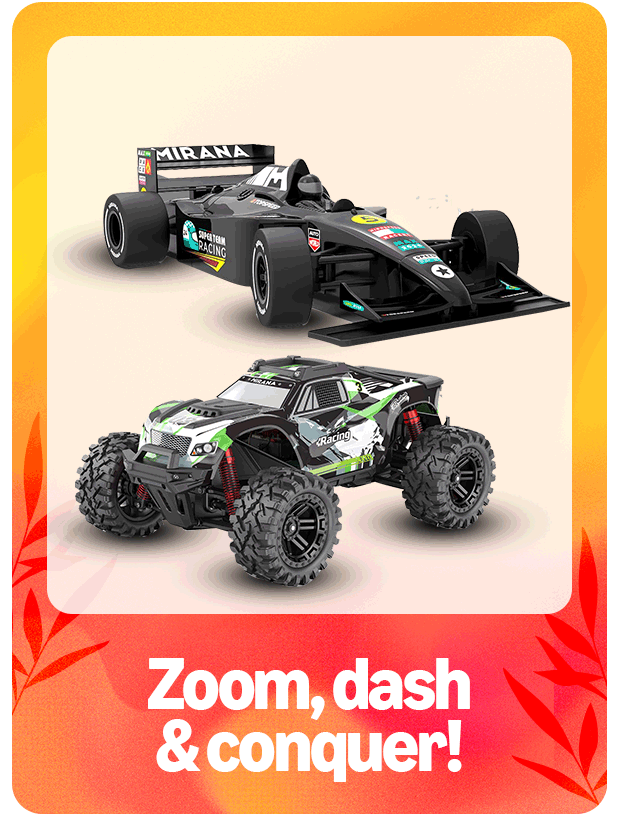 MIRANA
SUPER TEAM
RACING
MIRANA
Racing
Zoom, dash
& conquer!